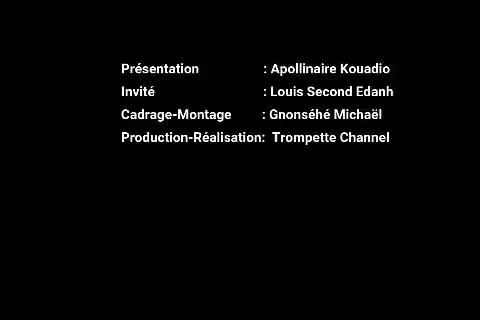 Présentation : Apollinaire Kouadio
Invité : Louis Second Edanh
Cadrage-Montage : Gnonséhé Michaël
Production-Réalisation: Trompette Channel